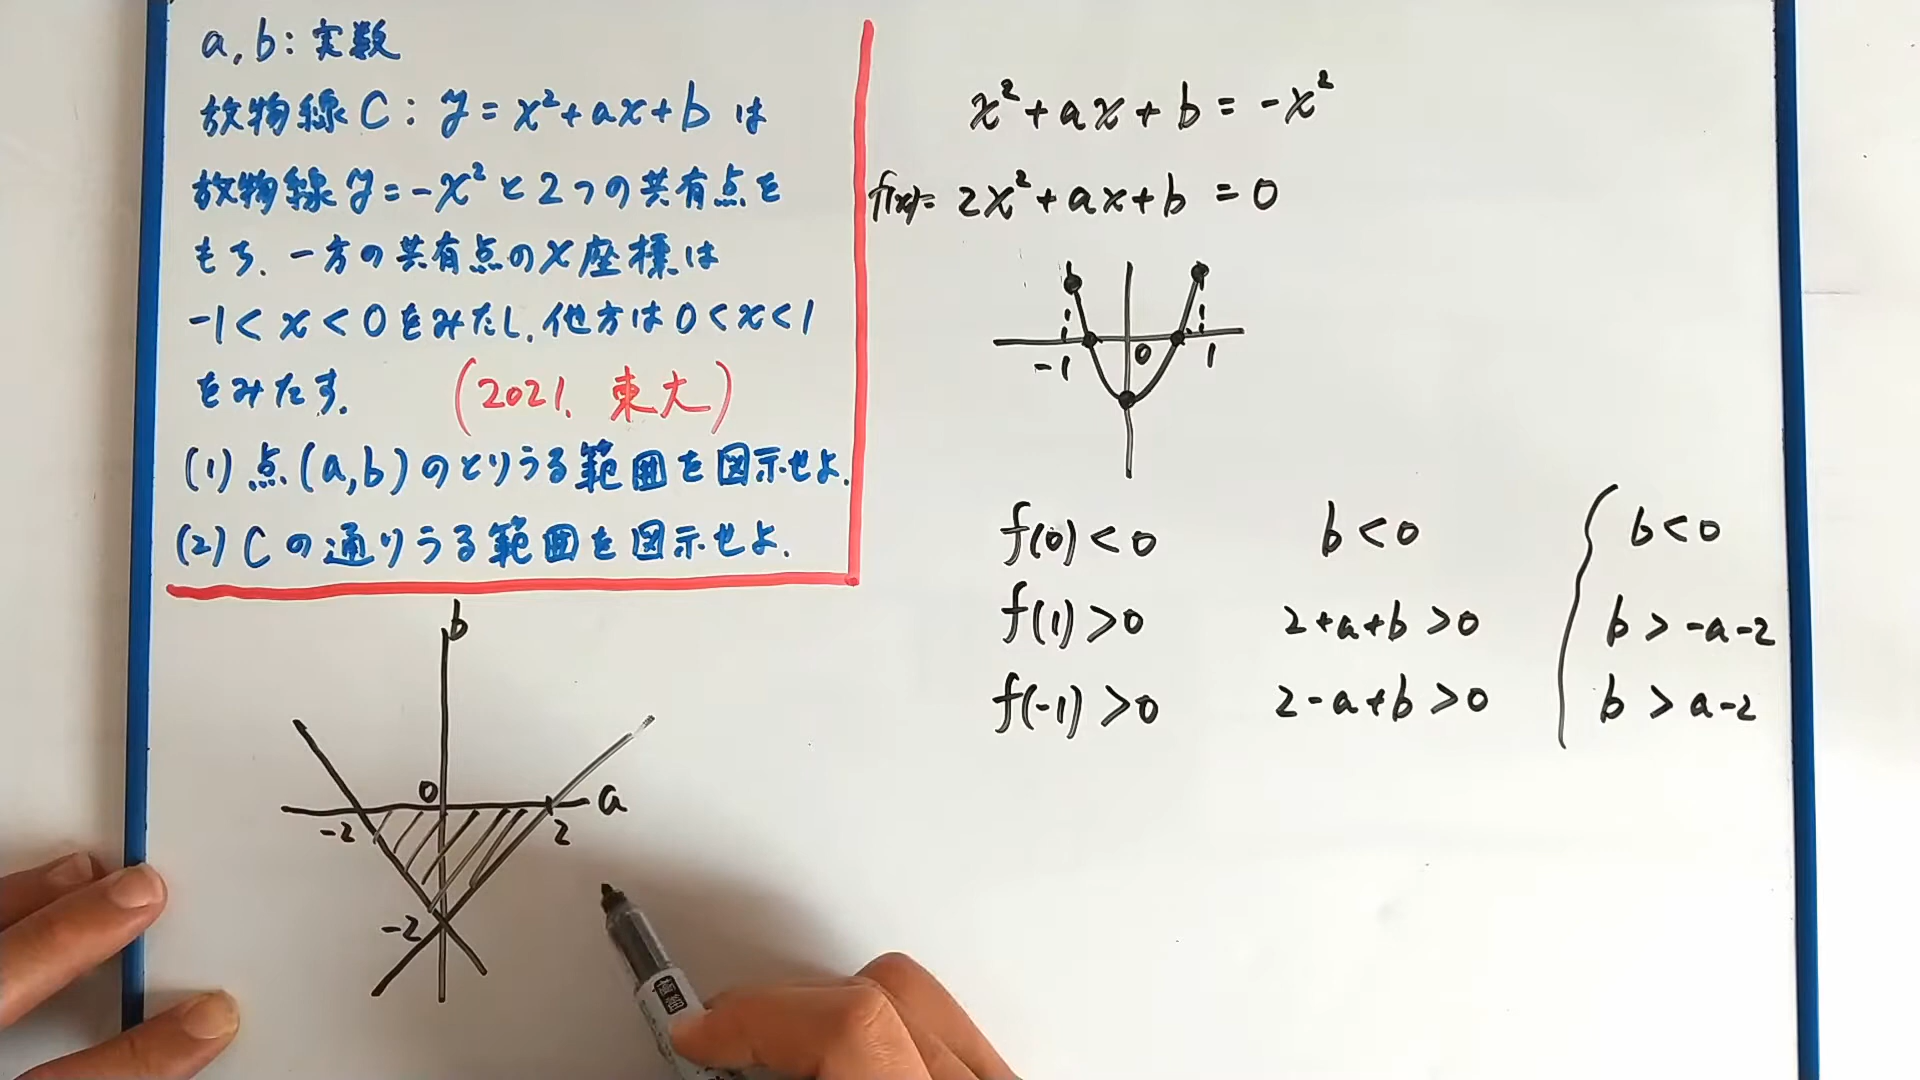 a, b : 実数
放物線 C : y = x² + ax + b は
放物線 y = -x² と 2つの共有点を
もち、一方の共有点の x 座標は
-1 < x < 0 をみたし、他方は 0 < x < 1
をみたす.
(2021、東大)
(1) 点 (a, b) のとりうる範囲を図示せよ.
(2) C の通りうる範囲を図示せよ.
x² + ax + b = -x²
f(x) = 2x² + ax + b = 0
-1 0 1
f(0) < 0 b < 0 b < 0
f(1) > 0 2 + a + b > 0 b > -a - 2
f(-1) > 0 2 - a + b > 0 b > a - 2
b
0 a
-2 2
-2
極細